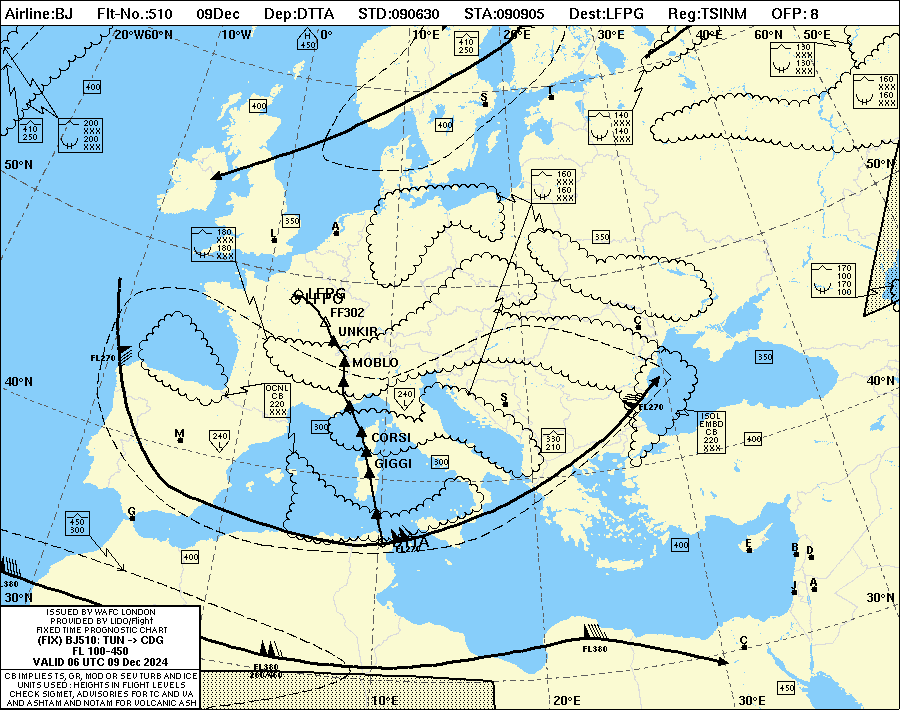 Airline:BJ Flt-No.:510 09Dec Dep:DTTA STD:090630 STA:090905 Dest:LFPG Reg:TSINM OFP: 8
20°W60°N 10°W 0° 10°E 20°E 30°E 40°E 60°N 50°E
H
450
410
250
130
XXX
130
XXX
400
400
160
XXX
160
XXX
S
T
410
250
200
XXX
200
XXX
400
140
XXX
140
XXX
50°N
50°N
160
XXX
160
XXX
350
180
XXX
180
XXX
L
A
350
170
100
170
100
LFPG
LFPO
FF302
UNKIR
C
FL270
MOBLO
350
40°N
40°N
OCNL
CB
220
XXX
240
L
S
FL270
300
ISOL
EMBD
CB
220
XXX
M
240
L
CORSI
330
210
400
GIGGI
300
G
450
300
DTTA
FL270
400
400
E
B
D
FL380
J
A
30°N
30°N
ISSUED BY WAFC LONDON
PROVIDED BY LIDO/Flight
FIXED TIME PROGNOSTIC CHART
(FIX) BJ510: TUN -> CDG
FL 100-450
VALID 06 UTC 09 Dec 2024
CB IMPLIES TS, GR, MOD OR SEV TURB AND ICE
UNITS USED: HEIGHTS IN FLIGHT LEVELS
CHECK SIGMET, ADVISORIES FOR TC AND VA
AND ASHTAM AND NOTAM FOR VOLCANIC ASH
FL380
260/460
FL380
C
450
10°E
20°E
30°E